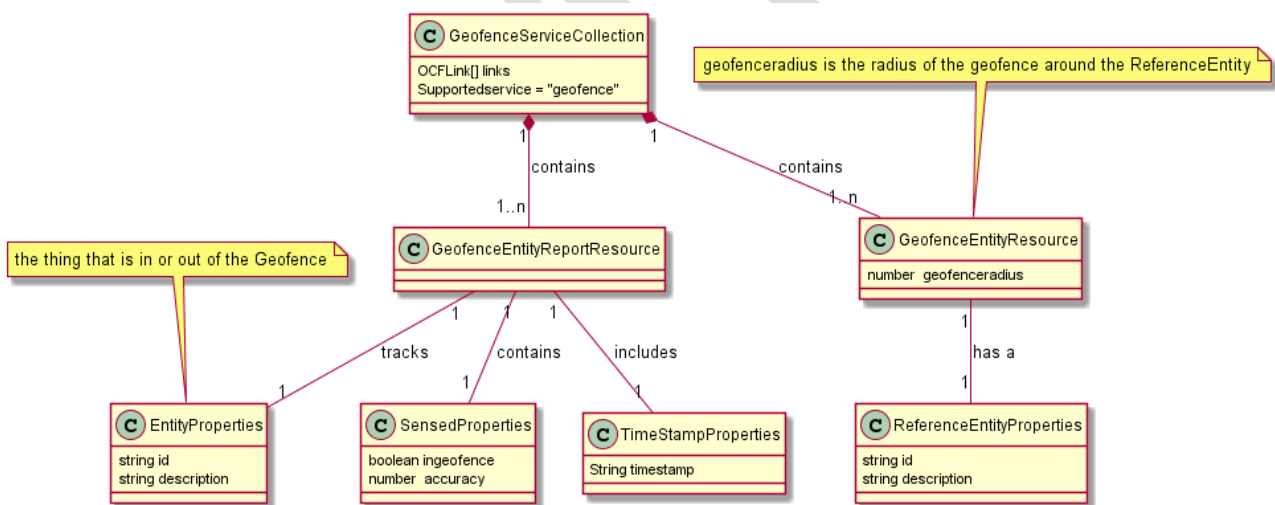 C GeofenceServiceCollection
OCFLink[] links
Supportedservice = "geofence"
geofenceradius is the radius of the geofence around the ReferenceEntity
1
1
contains
contains
1..n
1..n
the thing that is in or out of the Geofence
C GeofenceEntityReportResource
C GeofenceEntityResource
number geofenceradius
1
1
1
1
tracks
contains
includes
has a
1
1
1
1
C EntityProperties
string id
string description
C SensedProperties
boolean ingeofence
number accuracy
C TimeStampProperties
String timestamp
C ReferenceEntityProperties
string id
string description